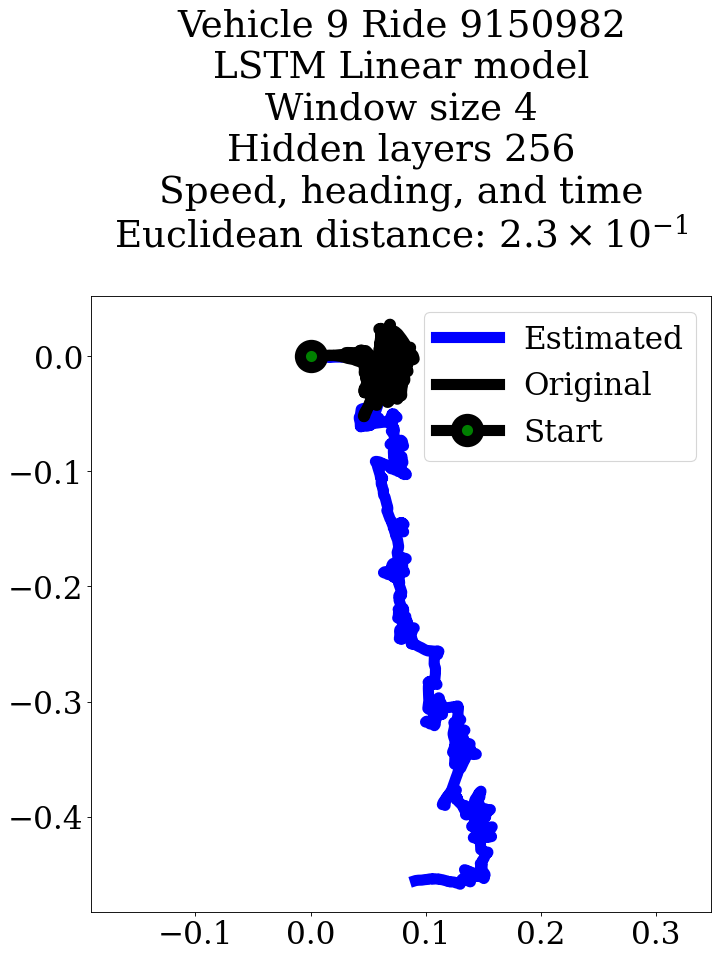 Vehicle 9 Ride 9150982
LSTM Linear model
Window size 4
Hidden layers 256
Speed, heading, and time
Euclidean distance: 2.3 × 10⁻¹
Estimated
Original
Start
0.0
−0.1
−0.2
−0.3
−0.4
−0.1 0.0 0.1 0.2 0.3